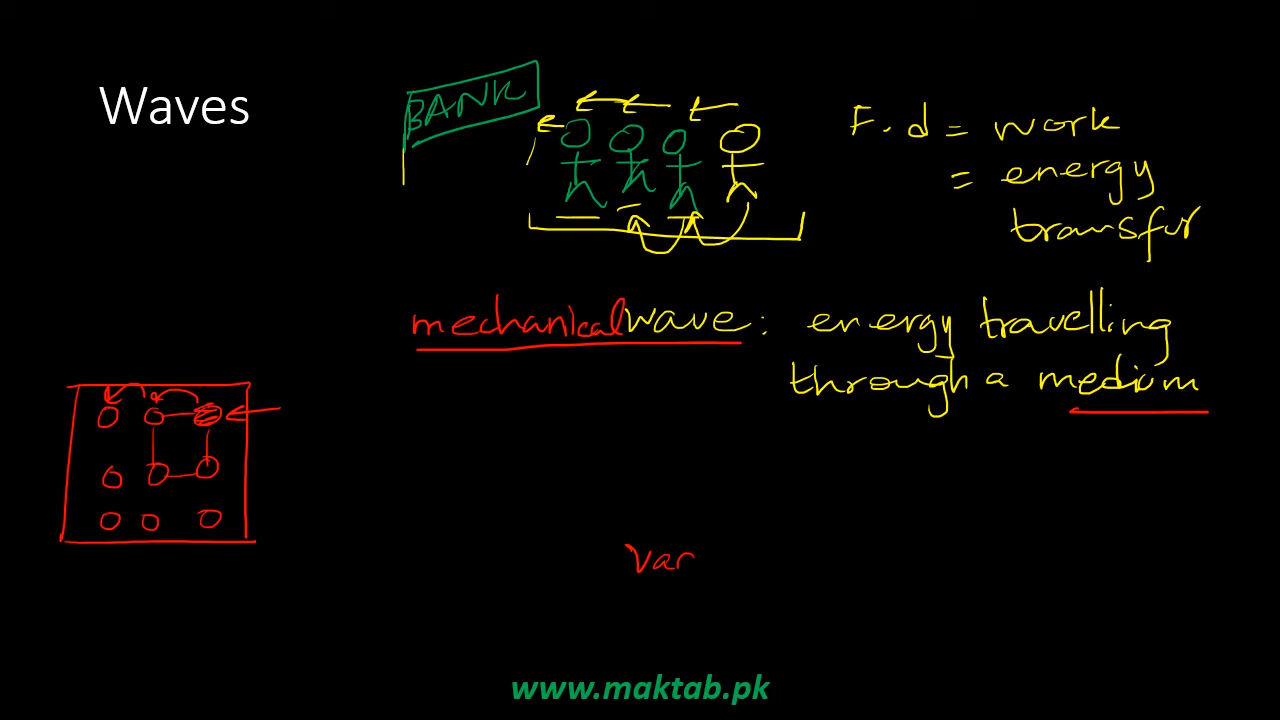 Waves
BANK
F. d = work
= energy
transfer
mechanical wave: energy travelling
through a medium
var
www.maktab.pk